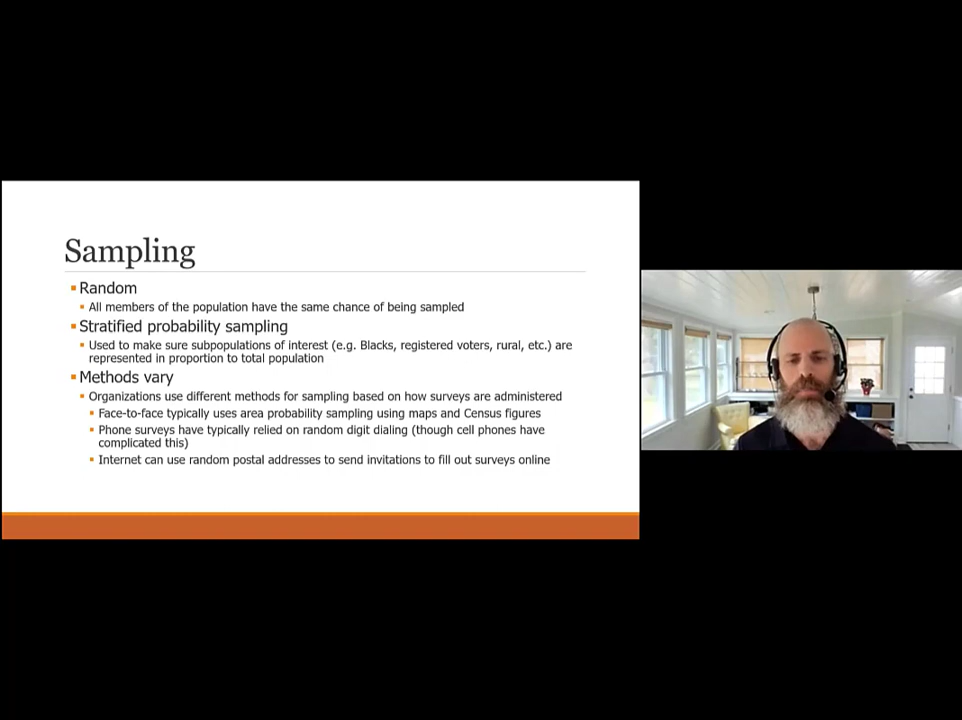 Sampling
▪Random
▪ All members of the population have the same chance of being sampled
▪Stratified probability sampling
▪ Used to make sure subpopulations of interest (e.g. Blacks, registered voters, rural, etc.) are
represented in proportion to total population
▪Methods vary
▪ Organizations use different methods for sampling based on how surveys are administered
▪ Face-to-face typically uses area probability sampling using maps and Census figures
▪ Phone surveys have typically relied on random digit dialing (though cell phones have
complicated this)
▪ Internet can use random postal addresses to send invitations to fill out surveys online